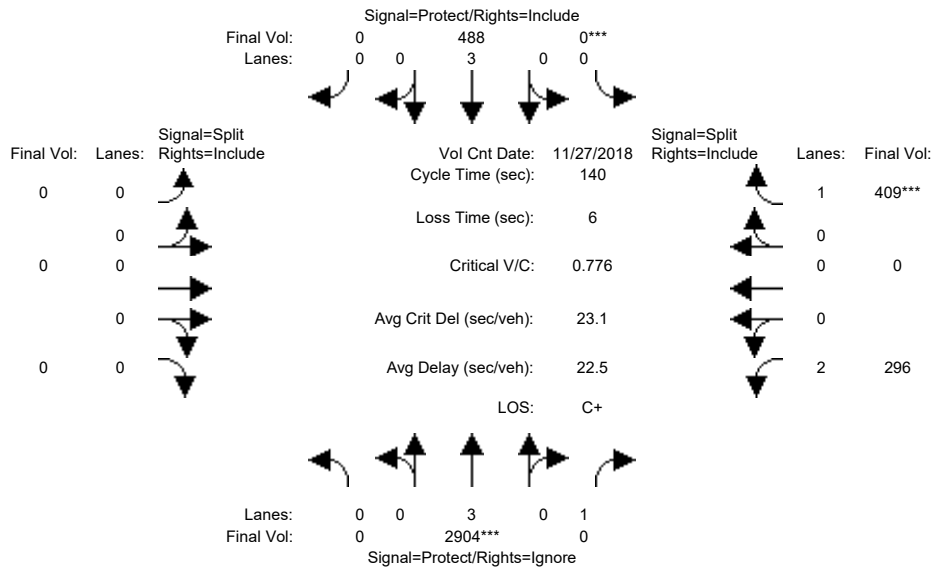 Signal=Protect/Rights=Include
Final Vol: 0 488 0***
Lanes: 0 0 3 0 0
Signal=Split
Final Vol: Lanes: Rights=Include
Vol Cnt Date: 11/27/2018
Signal=Split
Rights=Include Lanes: Final Vol:
Cycle Time (sec): 140
0 0
1 409***
Loss Time (sec): 6
0
0
0 0
Critical V/C: 0.776
0 0
0
Avg Crit Del (sec/veh): 23.1
0
0 0
Avg Delay (sec/veh): 22.5
2 296
LOS: C+
Lanes: 0 0 3 0 1
Final Vol: 0 2904*** 0
Signal=Protect/Rights=Ignore